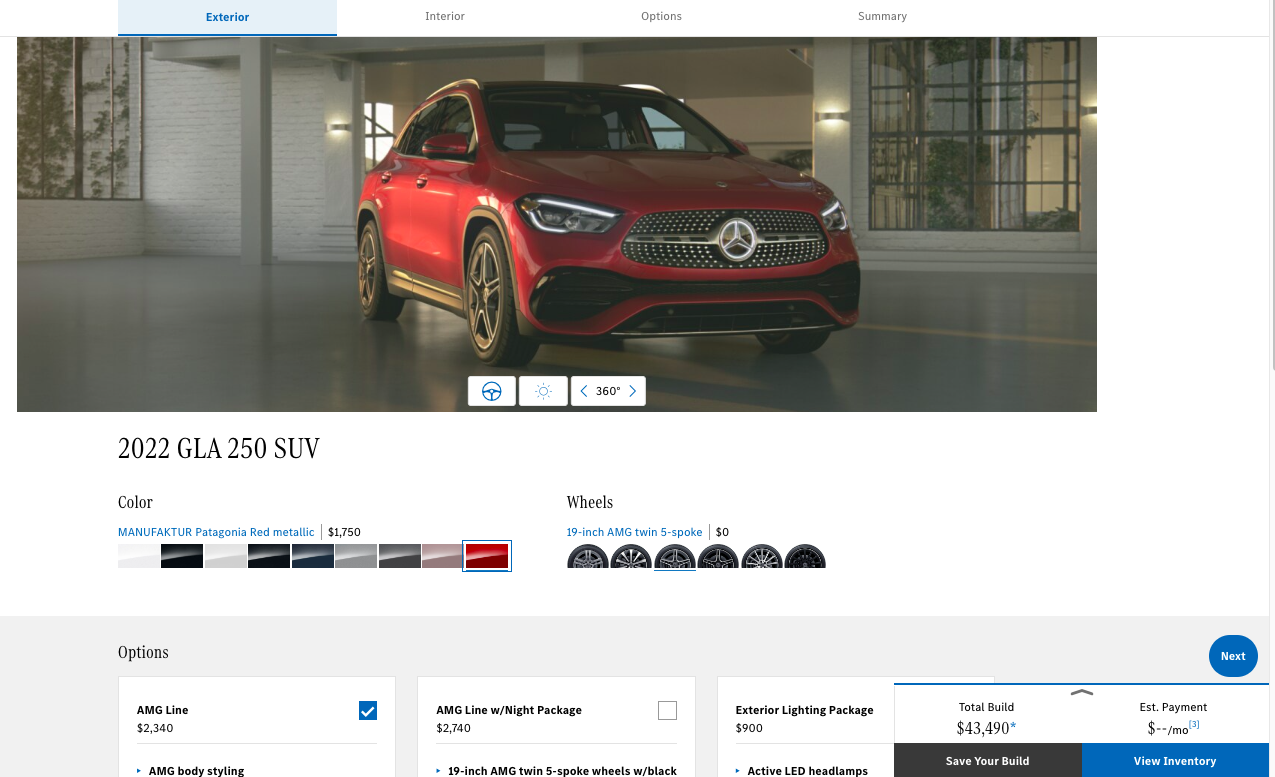 Exterior
Interior
Options
Summary
360°
2022 GLA 250 SUV
Color
MANUFAKTUR Patagonia Red metallic | $1,750
Wheels
19-inch AMG twin 5-spoke | $0
Options
Next
AMG Line
$2,340
AMG body styling
AMG Line w/Night Package
$2,740
19-inch AMG twin 5-spoke wheels w/black
Exterior Lighting Package
$900
Active LED headlamps
Total Build
$43,490*
Est. Payment
$--/mo[3]
Save Your Build
View Inventory